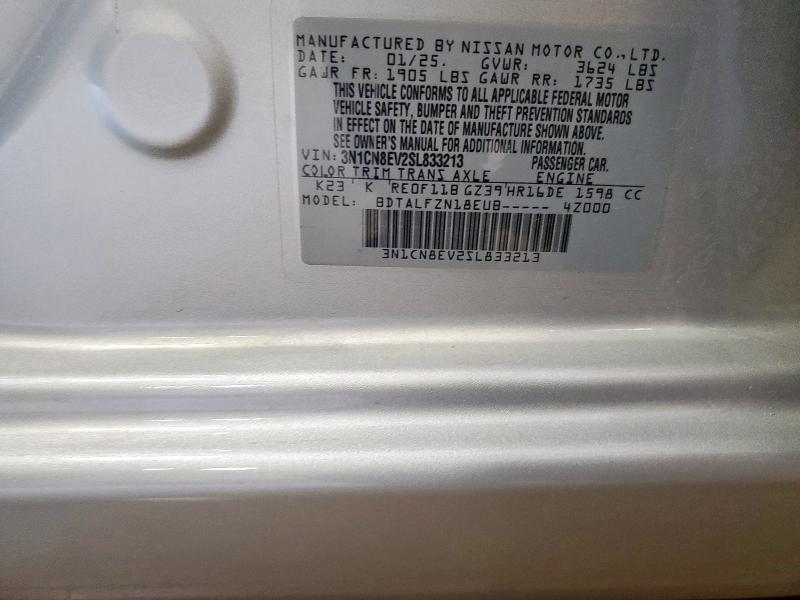 MANUFACTURED BY NISSAN MOTOR CO., LTD.
DATE: 01/25. GVWR: 3624 LBS
GAWR FR: 1905 LBS GAWR RR: 1735 LBS
THIS VEHICLE CONFORMS TO ALL APPLICABLE FEDERAL MOTOR
VEHICLE SAFETY, BUMPER AND THEFT PREVENTION STANDARDS
IN EFFECT ON THE DATE OF MANUFACTURE SHOWN ABOVE.
SEE OWNER'S MANUAL FOR ADDITIONAL INFORMATION.
VIN: 3N1CN8EV2SL833213 PASSENGER CAR.
COLOR TRIM TRANS AXLE ENGINE
K23 ' K ' RE0F11B GZ39 ' HR16DE 1598 CC
MODEL: BDTALFZN18EUB----- 4Z000
3N1CN8EV2SL833213